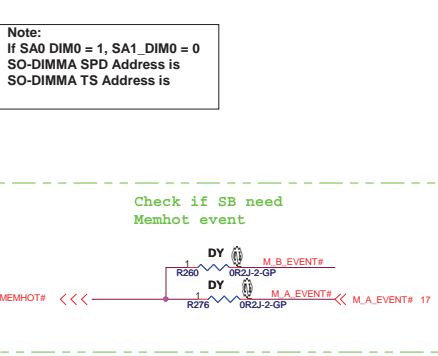 Note:
If SA0 DIM0 = 1, SA1_DIM0 = 0
SO-DIMMA SPD Address is
SO-DIMMA TS Address is
Check if SB need
Memhot event
DY
1
M_B_EVENT#
R260
0R2J-2-GP
DY
MEMHOT#
1
M_A_EVENT#
M_A_EVENT# 17
R276
0R2J-2-GP